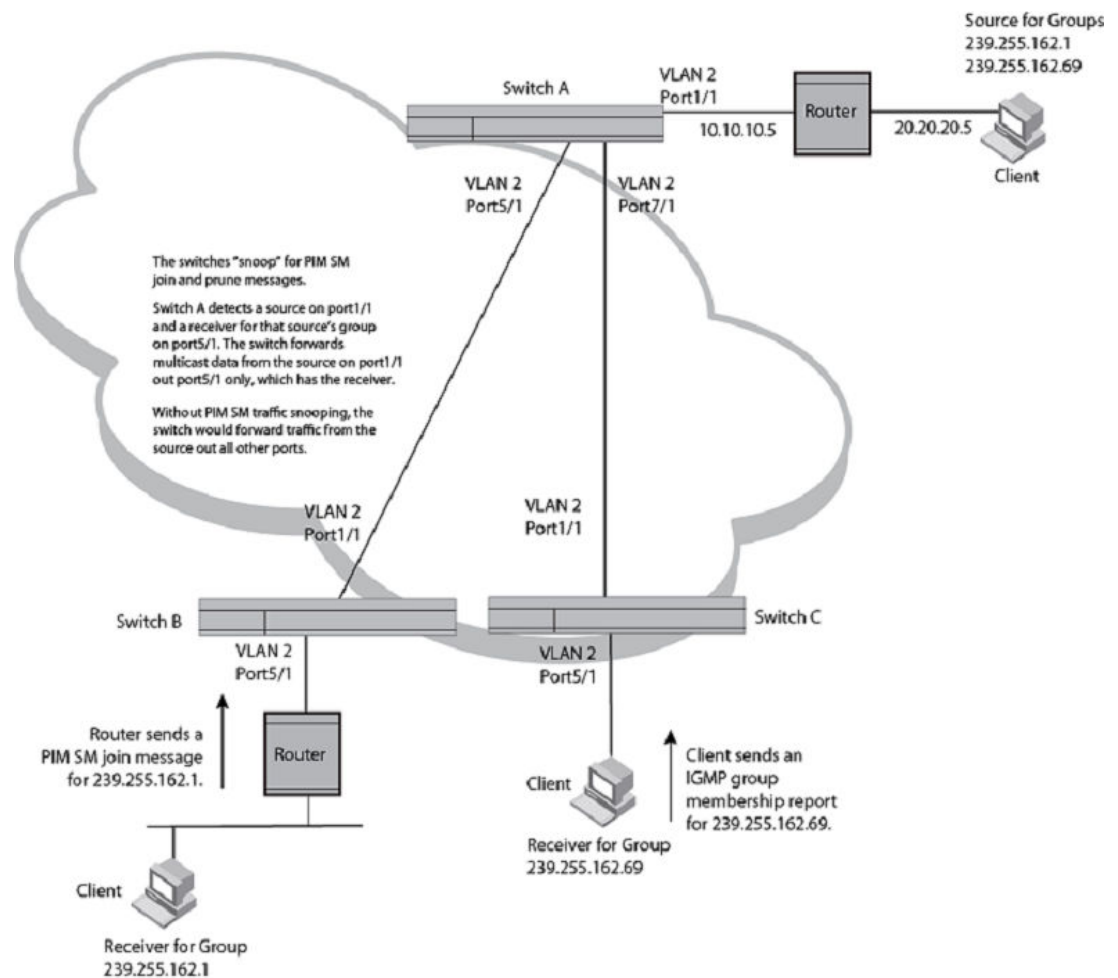 Source for Groups
239.255.162.1
239.255.162.69
VLAN 2
Port1/1
Switch A
Router
10.10.10.5
20.20.20.5
Client
VLAN 2
Port5/1
VLAN 2
Port7/1
The switches "snoop" for PIM SM
join and prune messages.
Switch A detects a source on port1/1
and a receiver for that source's group
on port5/1. The switch forwards
multicast data from the source on port1/1
out port5/1 only, which has the receiver.
Without PIM SM traffic snooping, the
switch would forward traffic from the
source out all other ports.
VLAN 2
Port1/1
VLAN 2
Port1/1
Switch B
Switch C
VLAN 2
Port5/1
VLAN 2
Port5/1
Router sends a
PIM SM join message
for 239.255.162.1.
Router
Client sends an
IGMP group
membership report
for 239.255.162.69.
Client
Receiver for Group
239.255.162.69
Client
Receiver for Group
239.255.162.1